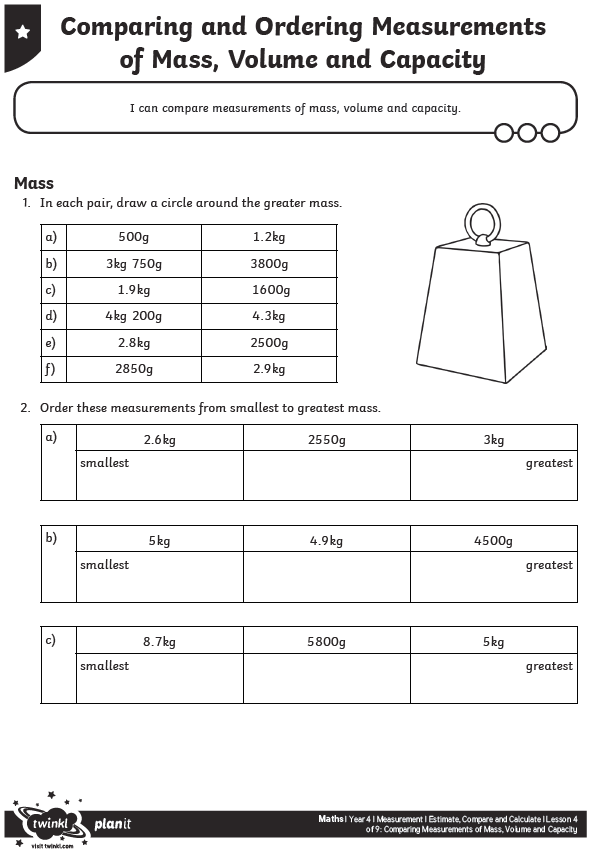 Comparing and Ordering Measurements
of Mass, Volume and Capacity
I can compare measurements of mass, volume and capacity.
Mass
1. In each pair, draw a circle around the greater mass.
a) 500g 1.2kg
b) 3kg 750g 3800g
c) 1.9kg 1600g
d) 4kg 200g 4.3kg
e) 2.8kg 2500g
f) 2850g 2.9kg
2. Order these measurements from smallest to greatest mass.
a) 2.6kg 2550g 3kg
smallest greatest
b) 5kg 4.9kg 4500g
smallest greatest
c) 8.7kg 5800g 5kg
smallest greatest
twinkl planit
visit twinkl.com
Maths | Year 4 | Measurement | Estimate, Compare and Calculate | Lesson 4
of 9: Comparing Measurements of Mass, Volume and Capacity